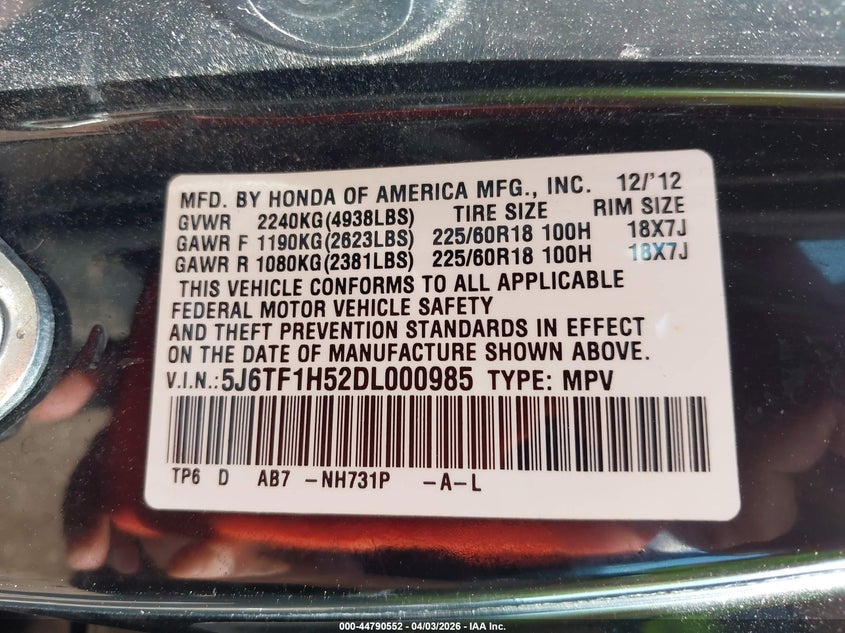 MFD. BY HONDA OF AMERICA MFG., INC. 12/'12
GVWR 2240KG(4938LBS) TIRE SIZE RIM SIZE
GAWR F 1190KG(2623LBS) 225/60R18 100H 18X7J
GAWR R 1080KG(2381LBS) 225/60R18 100H 18X7J
THIS VEHICLE CONFORMS TO ALL APPLICABLE
FEDERAL MOTOR VEHICLE SAFETY
AND THEFT PREVENTION STANDARDS IN EFFECT
ON THE DATE OF MANUFACTURE SHOWN ABOVE.
V.I.N.:5J6TF1H52DL000985 TYPE: MPV
TP6 D AB7 -NH731P -A-L
000-44790552 - 04/03/2026 - IAA Inc.